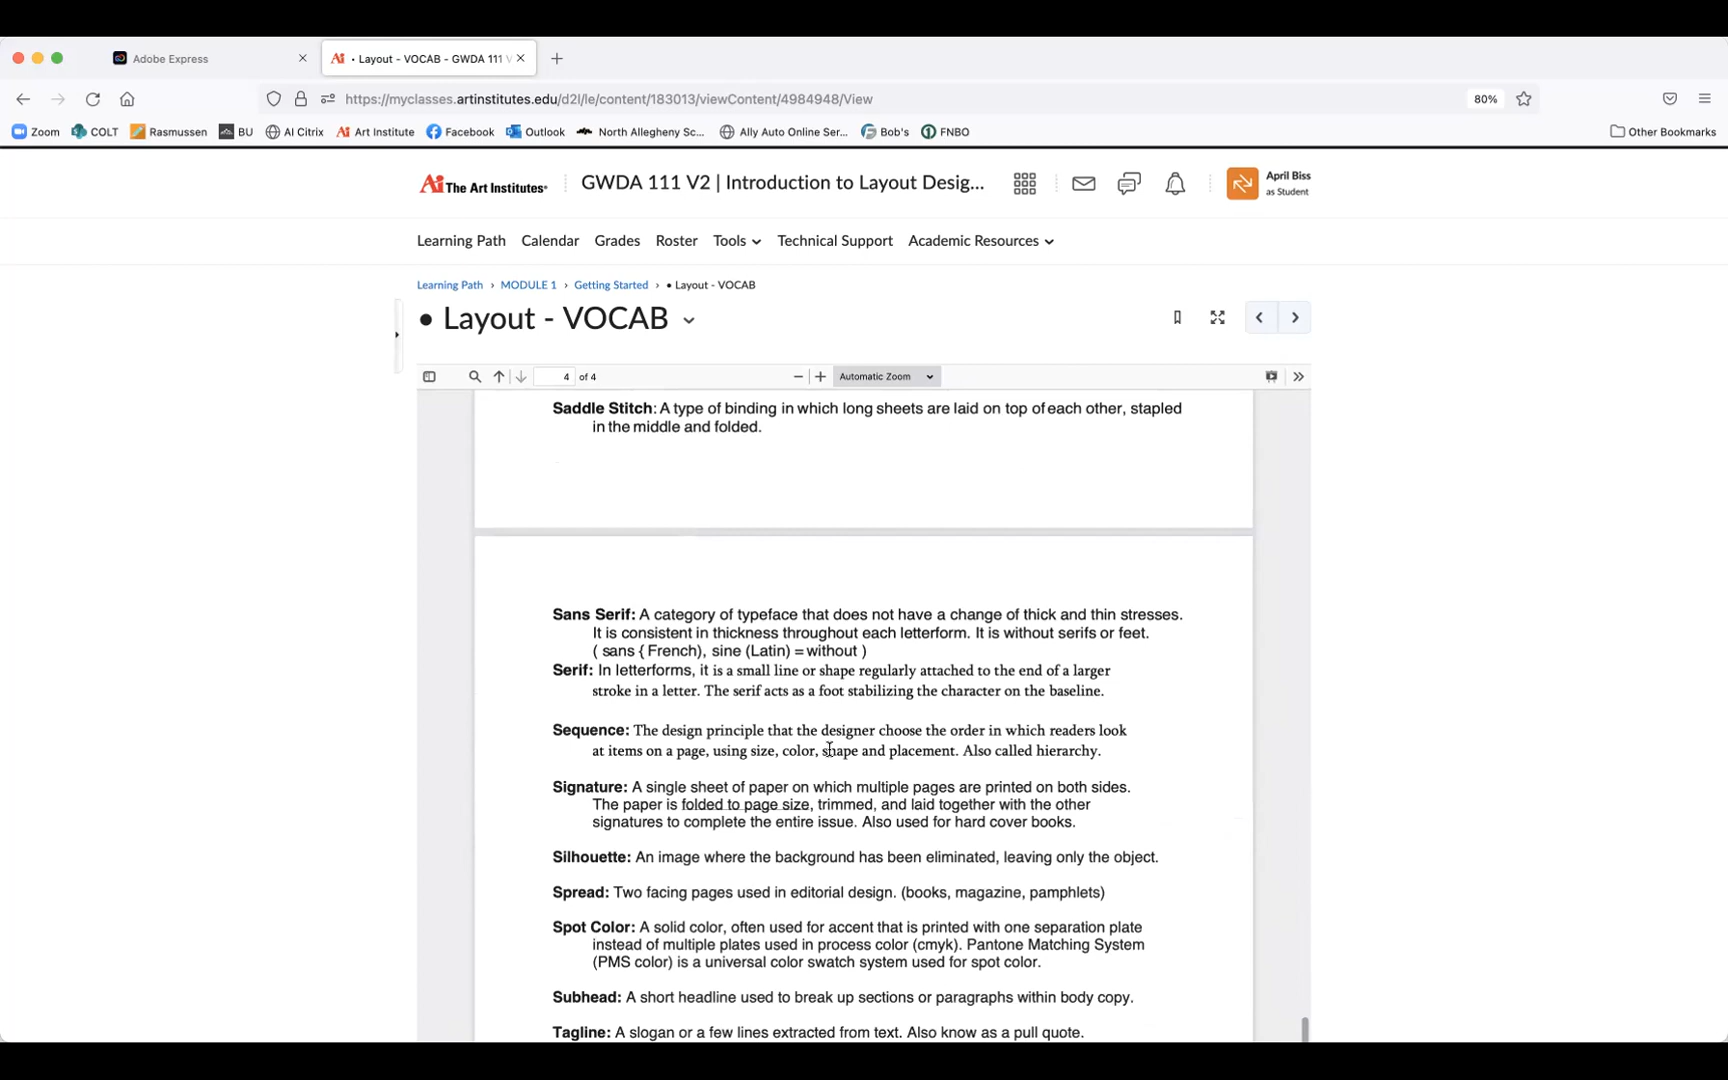 Adobe Express
• Layout - VOCAB - GWDA 111 V
https://myclasses.artinstitutes.edu/d2l/le/content/183013/viewContent/4984948/View
80%
Zoom COLT Rasmussen BU AI Citrix Art Institute Facebook Outlook North Allegheny Sc... Ally Auto Online Ser... Bob's FNBO Other Bookmarks
Ai The Art Institutes
GWDA 111 V2 | Introduction to Layout Desig...
April Biss
as Student
Learning Path Calendar Grades Roster Tools Technical Support Academic Resources
Learning Path › MODULE 1 › Getting Started › • Layout - VOCAB
• Layout - VOCAB
4 of 4
Automatic Zoom
Saddle Stitch: A type of binding in which long sheets are laid on top of each other, stapled
in the middle and folded.
Sans Serif: A category of typeface that does not have a change of thick and thin stresses.
It is consistent in thickness throughout each letterform. It is without serifs or feet.
( sans { French), sine (Latin) = without )
Serif: In letterforms, it is a small line or shape regularly attached to the end of a larger
stroke in a letter. The serif acts as a foot stabilizing the character on the baseline.
Sequence: The design principle that the designer choose the order in which readers look
at items on a page, using size, color, shape and placement. Also called hierarchy.
Signature: A single sheet of paper on which multiple pages are printed on both sides.
The paper is folded to page size, trimmed, and laid together with the other
signatures to complete the entire issue. Also used for hard cover books.
Silhouette: An image where the background has been eliminated, leaving only the object.
Spread: Two facing pages used in editorial design. (books, magazine, pamphlets)
Spot Color: A solid color, often used for accent that is printed with one separation plate
instead of multiple plates used in process color (cmyk). Pantone Matching System
(PMS color) is a universal color swatch system used for spot color.
Subhead: A short headline used to break up sections or paragraphs within body copy.
Tagline: A slogan or a few lines extracted from text. Also know as a pull quote.